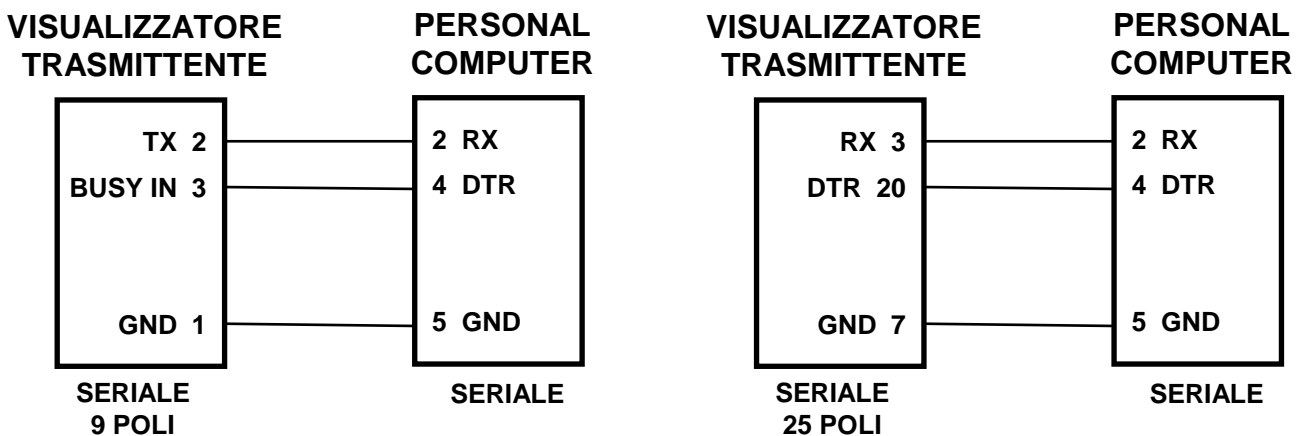 VISUALIZZATORE
TRASMITTENTE
PERSONAL
COMPUTER
TX 2
BUSY IN 3
GND 1
2 RX
4 DTR
5 GND
SERIALE
9 POLI
SERIALE
VISUALIZZATORE
TRASMITTENTE
PERSONAL
COMPUTER
RX 3
DTR 20
GND 7
2 RX
4 DTR
5 GND
SERIALE
25 POLI
SERIALE